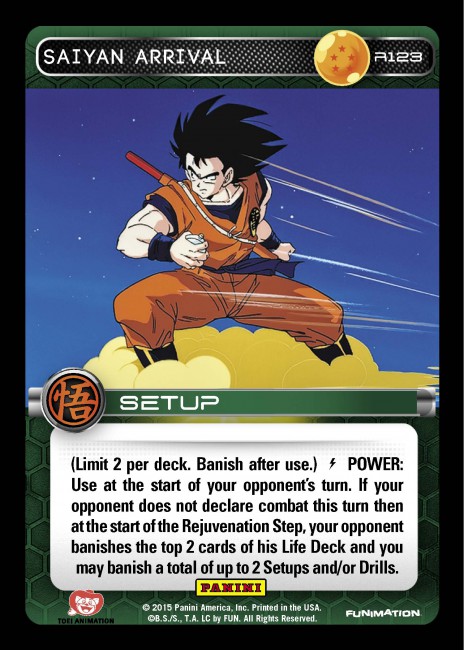 SAIYAN ARRIVAL R123
悟 SETUP
(Limit 2 per deck. Banish after use.) POWER:
Use at the start of your opponent's turn. If your
opponent does not declare combat this turn then
at the start of the Rejuvenation Step, your opponent
banishes the top 2 cards of his Life Deck and you
may banish a total of up to 2 Setups and/or Drills.
PANINI
© 2015 Panini America, Inc. Printed in the USA.
©B.S./S., T.A. LC by FUN. All Rights Reserved.
TOEI ANIMATION
FUNIMATION